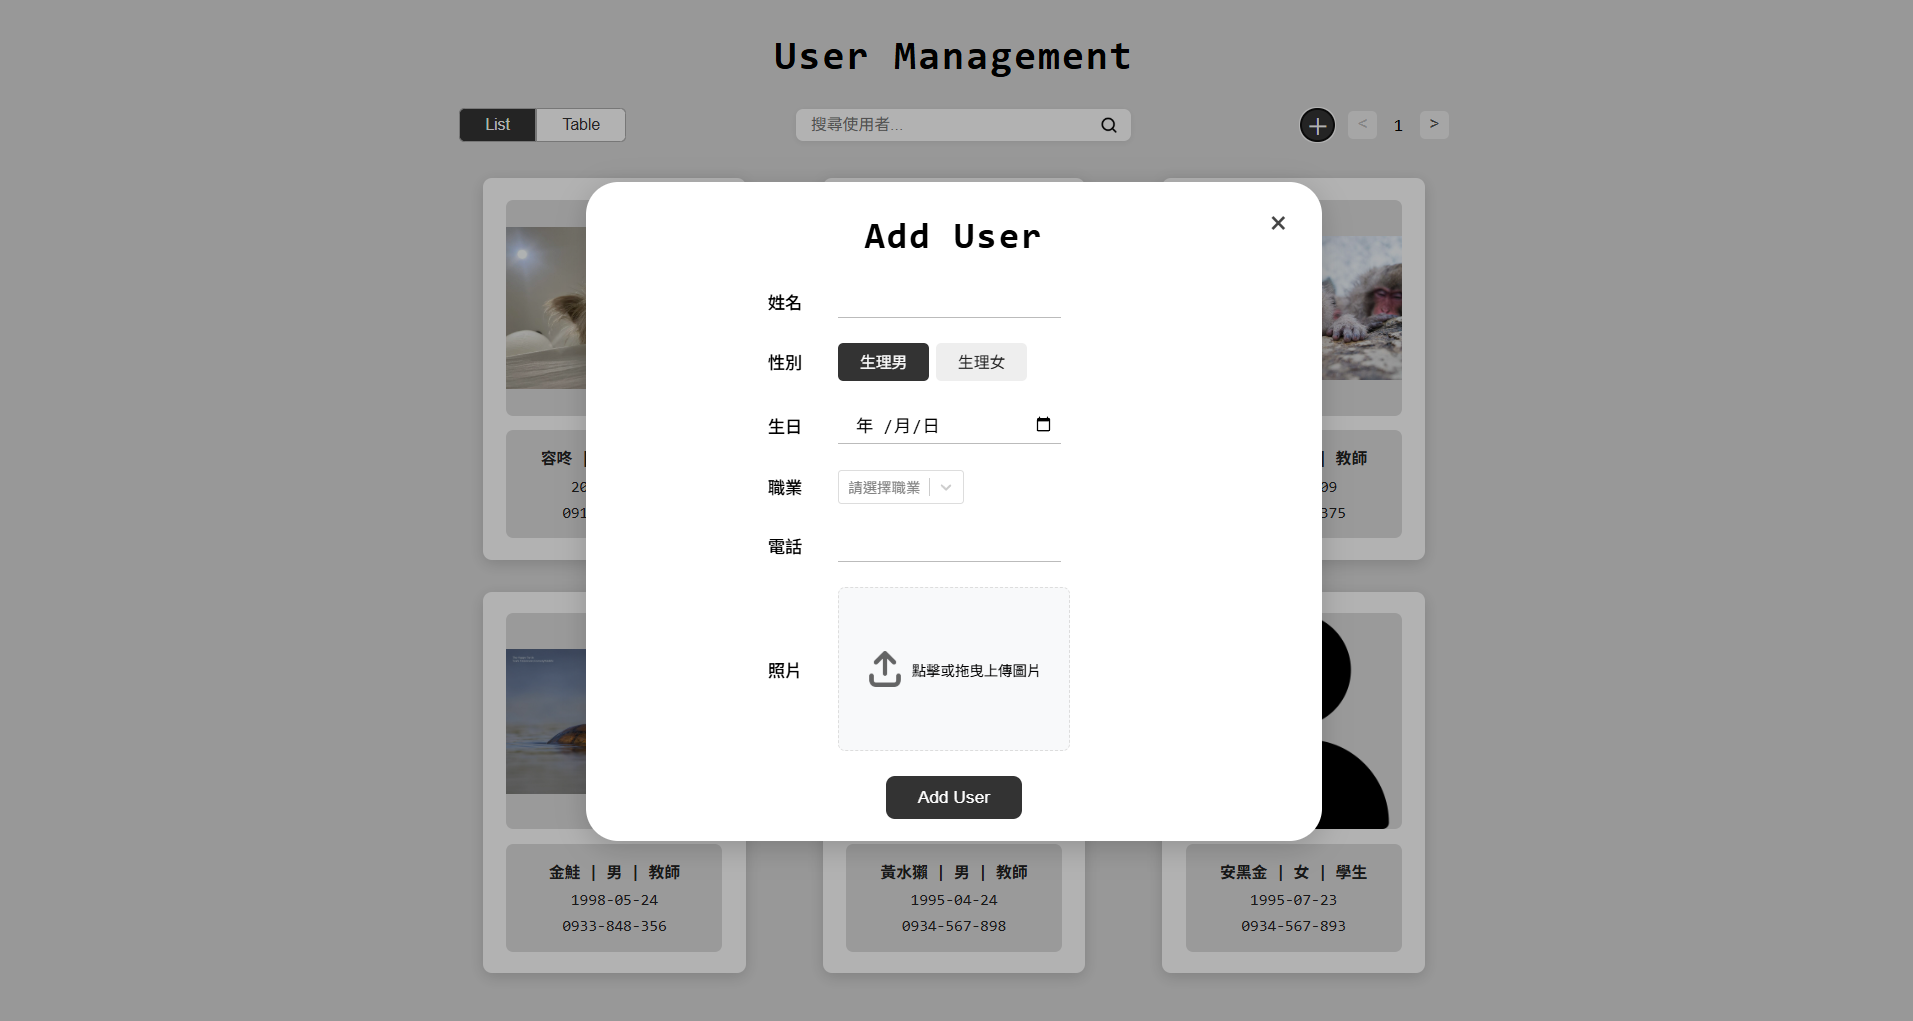 User Management
List
Table
搜尋使用者...
< 1 >
Add User
×
姓名
性別 生理男 生理女
生日 年 /月/日
職業 請選擇職業
電話
照片 點擊或拖曳上傳圖片
Add User
容咚 |
20
091
| 教師
09
375
金鮭 | 男 | 教師
1998-05-24
0933-848-356
黃水獺 | 男 | 教師
1995-04-24
0934-567-898
安黑金 | 女 | 學生
1995-07-23
0934-567-893